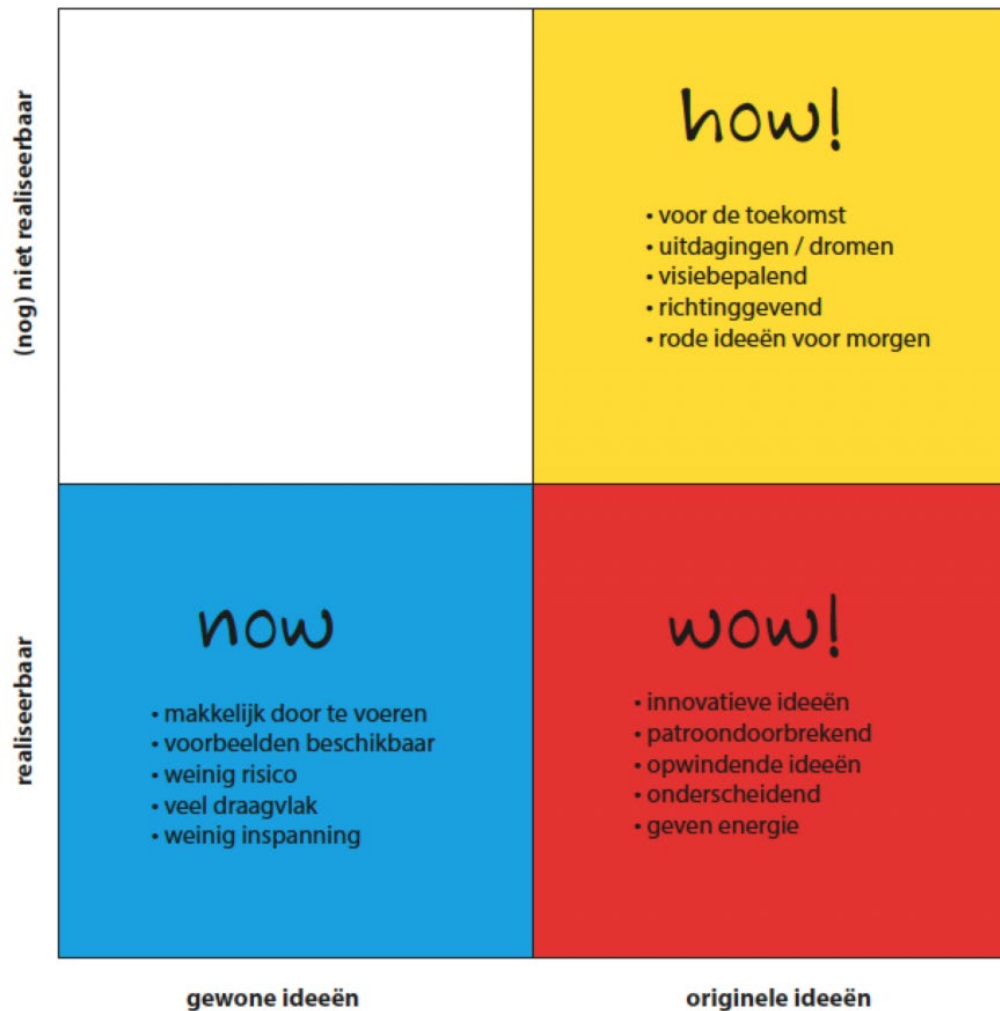 (nog) niet realiseerbaar
how!
• voor de toekomst
• uitdagingen / dromen
• visiebepalend
• richtinggevend
• rode ideeën voor morgen
realiseerbaar
now
• makkelijk door te voeren
• voorbeelden beschikbaar
• weinig risico
• veel draagvlak
• weinig inspanning
wow!
• innovatieve ideeën
• patroondoorbrekend
• opwindende ideeën
• onderscheidend
• geven energie
gewone ideeën
originele ideeën